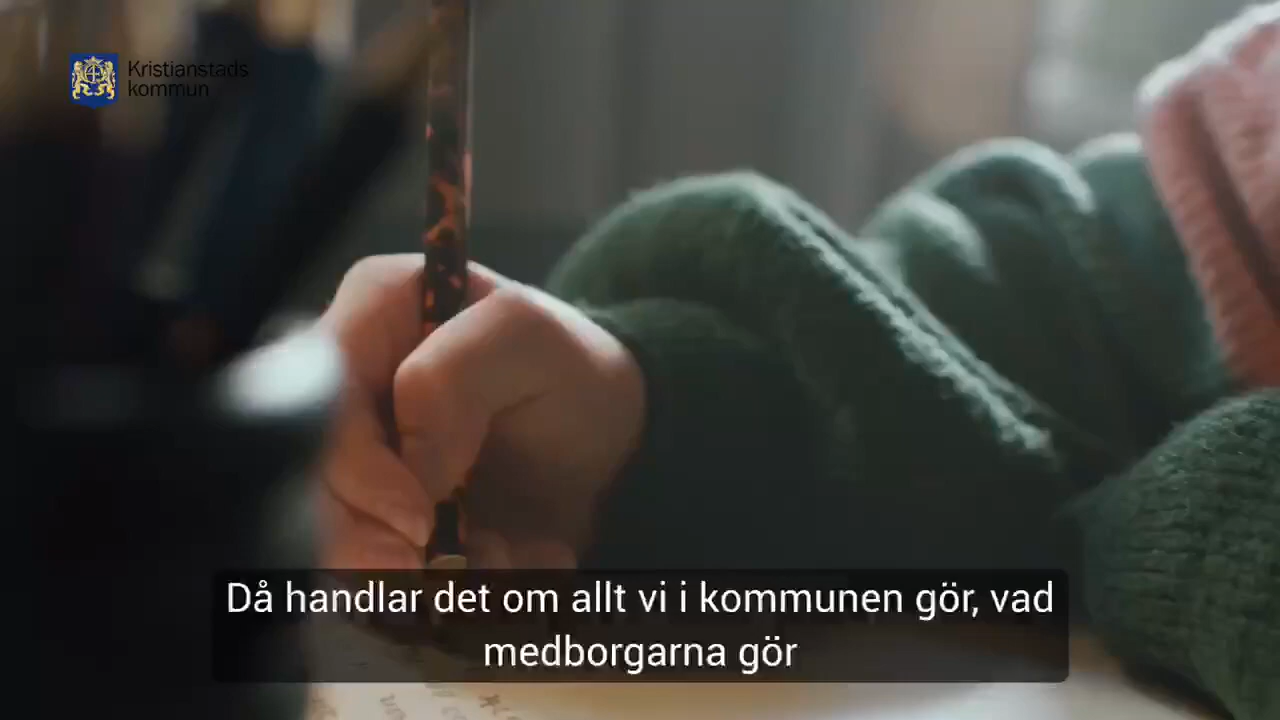 Kristianstads
kommun
Då handlar det om allt vi i kommunen gör, vad
medborgarna gör